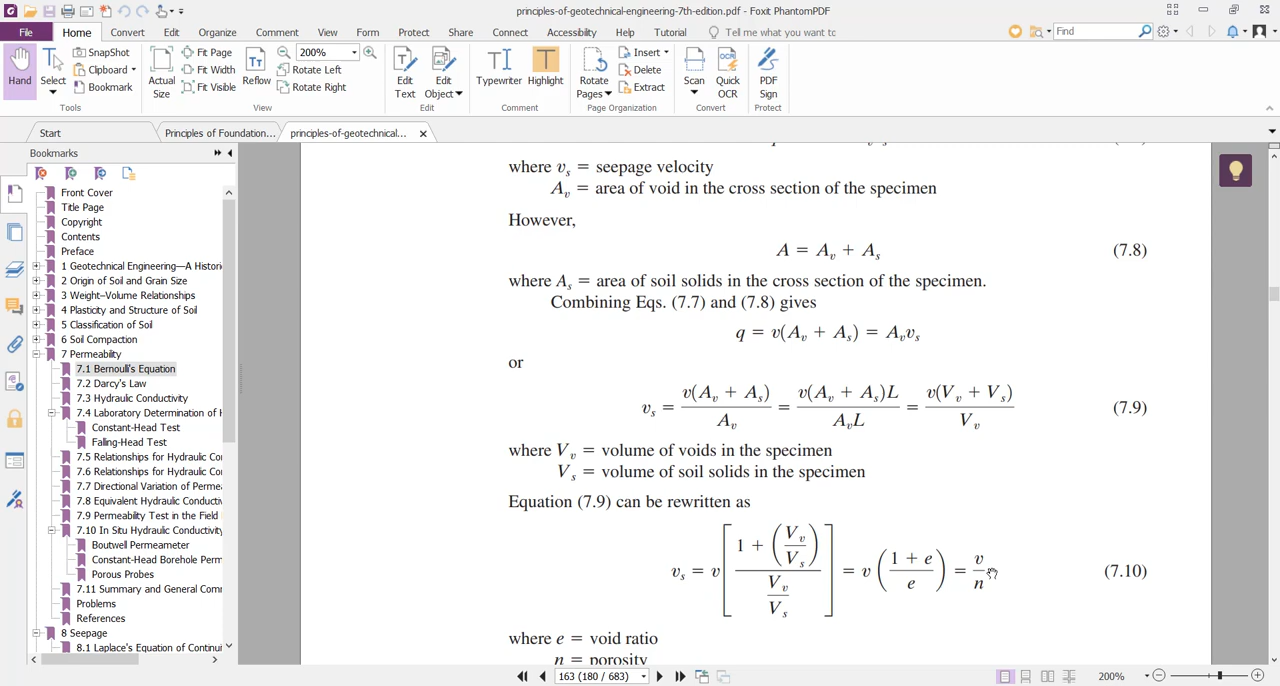 principles-of-geotechnical-engineering-7th-edition.pdf - Foxit PhantomPDF
File Home Convert Edit Organize Comment View Form Protect Share Connect Accessibility Help Tutorial Tell me what you want to do Find
Hand
Select
SnapShot
Clipboard
Bookmark
Tools
Actual Size
Fit Page
Fit Width
Fit Visible
Reflow
200%
Rotate Left
Rotate Right
View
Edit Text
Edit Object
Edit
Typewriter
Highlight
Comment
Rotate Pages
Insert
Delete
Extract
Page Organization
Scan
Quick OCR
Convert
PDF Sign
Protect
Start
Principles of Foundation...
principles-of-geotechnical...
Bookmarks
Front Cover
Title Page
Copyright
Contents
Preface
1 Geotechnical Engineering—A Histori
2 Origin of Soil and Grain Size
3 Weight–Volume Relationships
4 Plasticity and Structure of Soil
5 Classification of Soil
6 Soil Compaction
7 Permeability
7.1 Bernoulli's Equation
7.2 Darcy's Law
7.3 Hydraulic Conductivity
7.4 Laboratory Determination of H
Constant-Head Test
Falling-Head Test
7.5 Relationships for Hydraulic Co
7.6 Relationships for Hydraulic Co
7.7 Directional Variation of Perme
7.8 Equivalent Hydraulic Conducti
7.9 Permeability Test in the Field
7.10 In Situ Hydraulic Conductivity
Boutwell Permeameter
Constant-Head Borehole Perm
Porous Probes
7.11 Summary and General Comm
Problems
References
8 Seepage
8.1 Laplace's Equation of Continui
where v_s = seepage velocity
A_v = area of void in the cross section of the specimen
However,
A = A_v + A_s (7.8)
where A_s = area of soil solids in the cross section of the specimen.
Combining Eqs. (7.7) and (7.8) gives
q = v(A_v + A_s) = A_v v_s
or
v_s = v(A_v + A_s) / A_v = v(A_v + A_s)L / A_v L = v(V_v + V_s) / V_v (7.9)
where V_v = volume of voids in the specimen
V_s = volume of soil solids in the specimen
Equation (7.9) can be rewritten as
v_s = v[(1 + (V_v / V_s)) / (V_v / V_s)] = v((1 + e) / e) = v / n (7.10)
where e = void ratio
n = porosity
163 (180 / 683)
200%